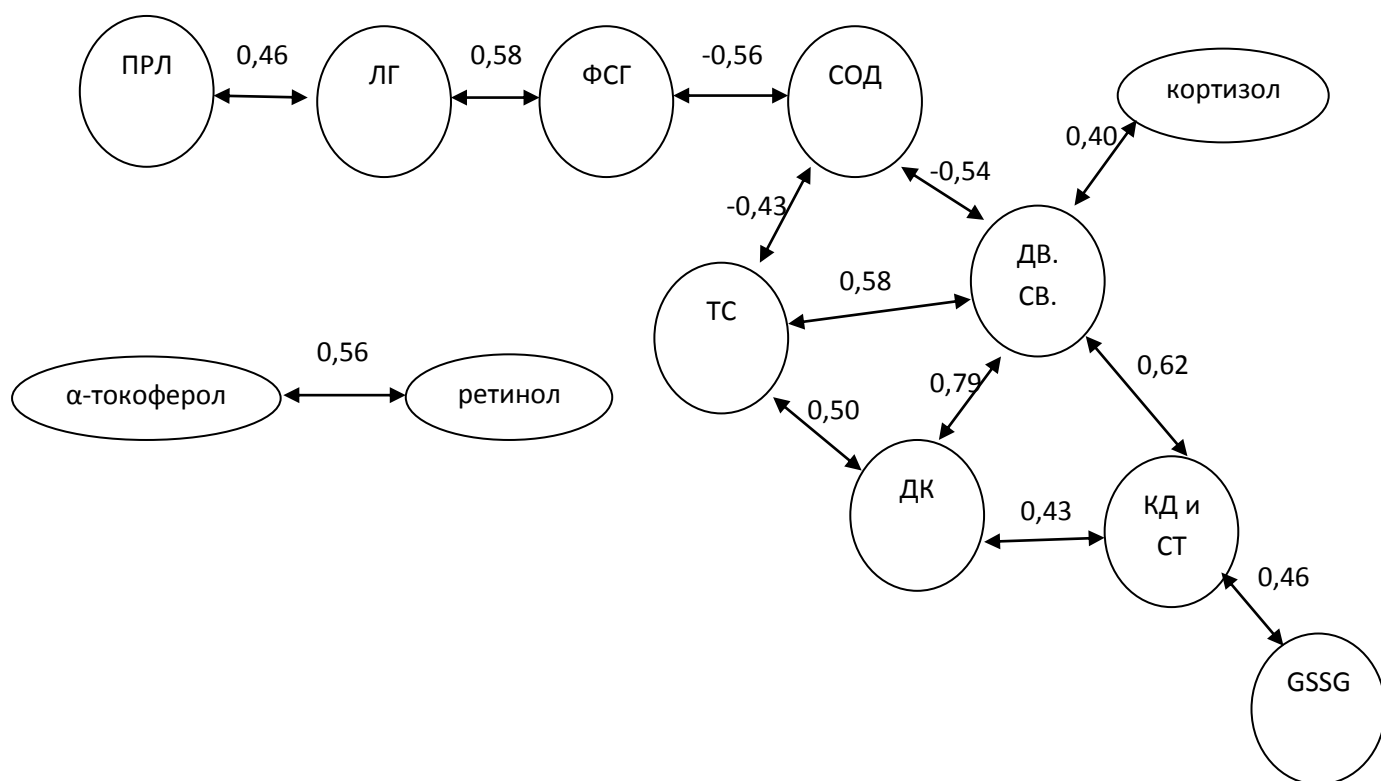 ПРЛ
0,46
ЛГ
0,58
ФСГ
-0,56
СОД
кортизол
0,40
-0,54
-0,43
ДВ.
СВ.
0,58
ТС
α-токоферол
0,56
ретинол
0,50
0,79
0,62
ДК
0,43
КД и
СТ
0,46
GSSG